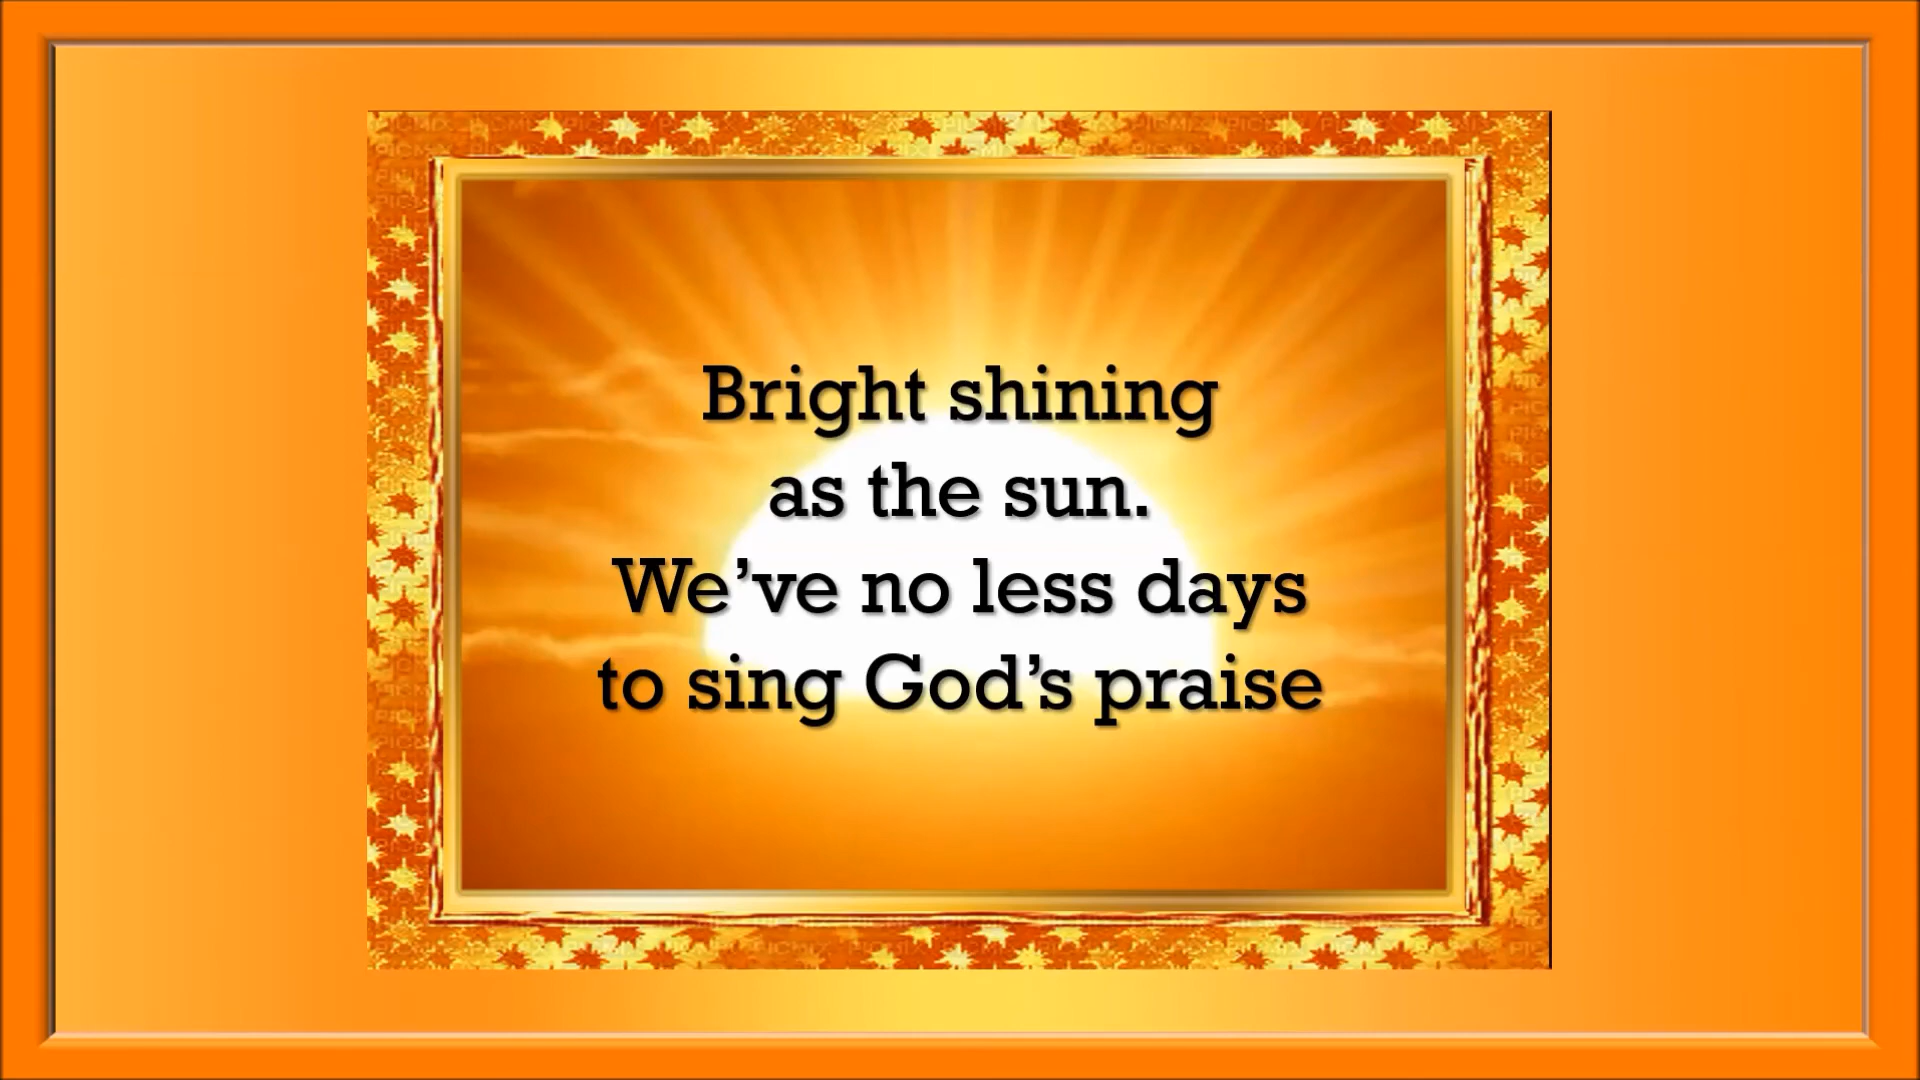 Bright shining
as the sun.
We’ve no less days
to sing God’s praise